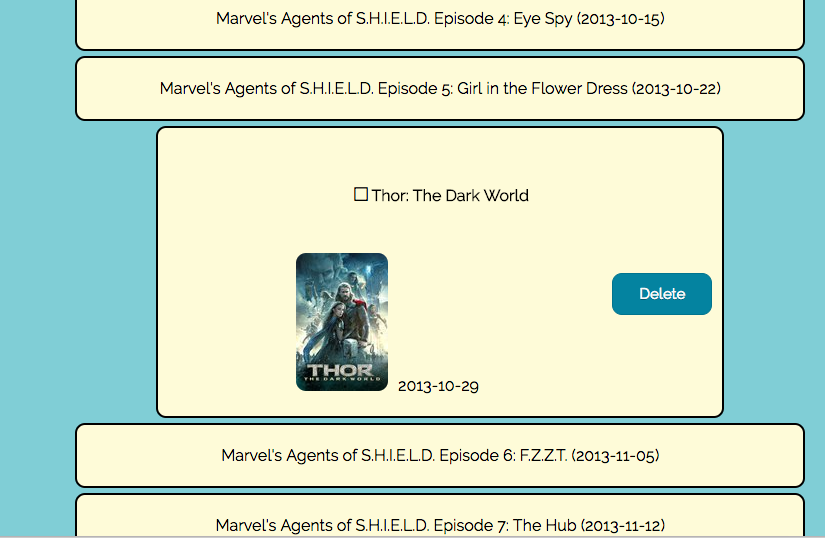 Marvel's Agents of S.H.I.E.L.D. Episode 4: Eye Spy (2013-10-15)
Marvel's Agents of S.H.I.E.L.D. Episode 5: Girl in the Flower Dress (2013-10-22)
Thor: The Dark World
Delete
THOR
THE DARK WORLD
2013-10-29
Marvel's Agents of S.H.I.E.L.D. Episode 6: F.Z.Z.T. (2013-11-05)
Marvel's Agents of S.H.I.E.L.D. Episode 7: The Hub (2013-11-12)